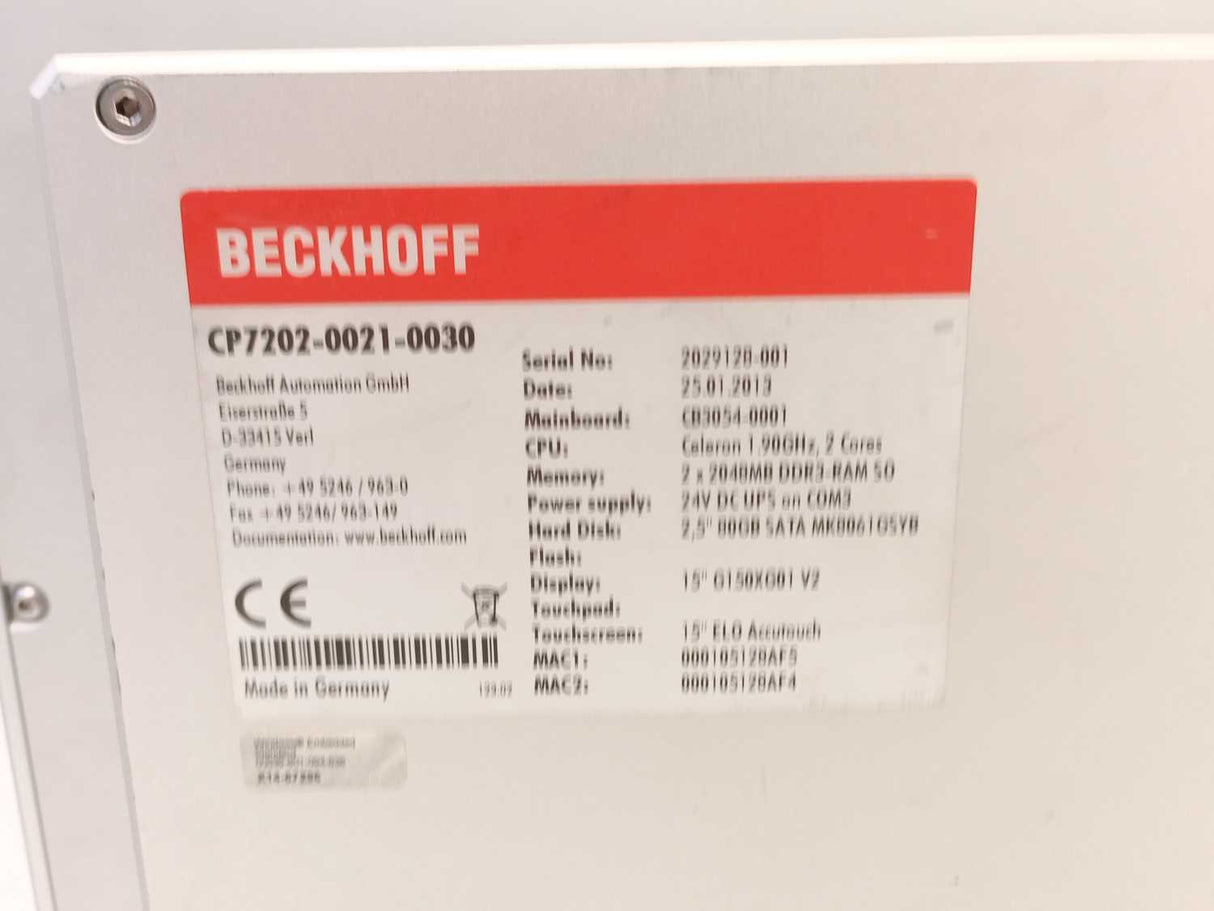 BECKHOFF
CP7202-0021-0030
Beckhoff Automation GmbH
Eiserstraße 5
D-33415 Verl
Germany
Phone: +49 5246 / 963-0
Fax +49 5246/ 963-149
Documentation: www.beckhoff.com
CE
Made in Germany
Serial No: 2029128-001
Date: 25.01.2013
Mainboard: CB3054-0001
CPU: Celeron 1,90GHz, 2 Cores
Memory: 2 x 2048MB DDR3-RAM SO
Power supply: 24V DC UPS on COM3
Hard Disk: 2,5" 80GB SATA MK8061GSYB
Flash:
Display: 15" G150XG01 V2
Touchpad:
Touchscreen: 15" ELO Accutouch
MAC1: 000105128AF5
MAC2: 000105128AF4